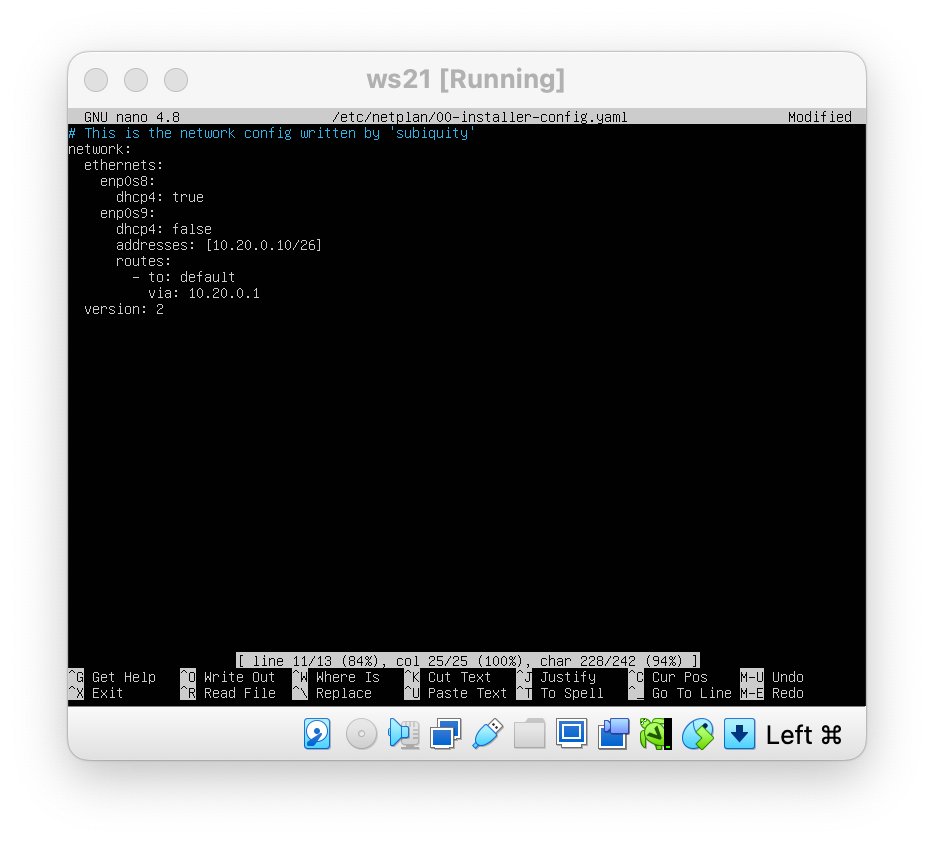 ws21 [Running]
GNU nano 4.8 /etc/netplan/00-installer-config.yaml Modified
# This is the network config written by 'subiquity'
network:
  ethernets:
    enp0s8:
      dhcp4: true
    enp0s9:
      dhcp4: false
      addresses: [10.20.0.10/26]
      routes:
        - to: default
          via: 10.20.0.1
  version: 2
[ line 11/13 (84%), col 25/25 (100%), char 228/242 (94%) ]
^G Get Help ^O Write Out ^W Where Is ^K Cut Text ^J Justify ^C Cur Pos M-U Undo
^X Exit ^R Read File ^\ Replace ^U Paste Text ^T To Spell ^_ Go To Line M-E Redo
Left ⌘